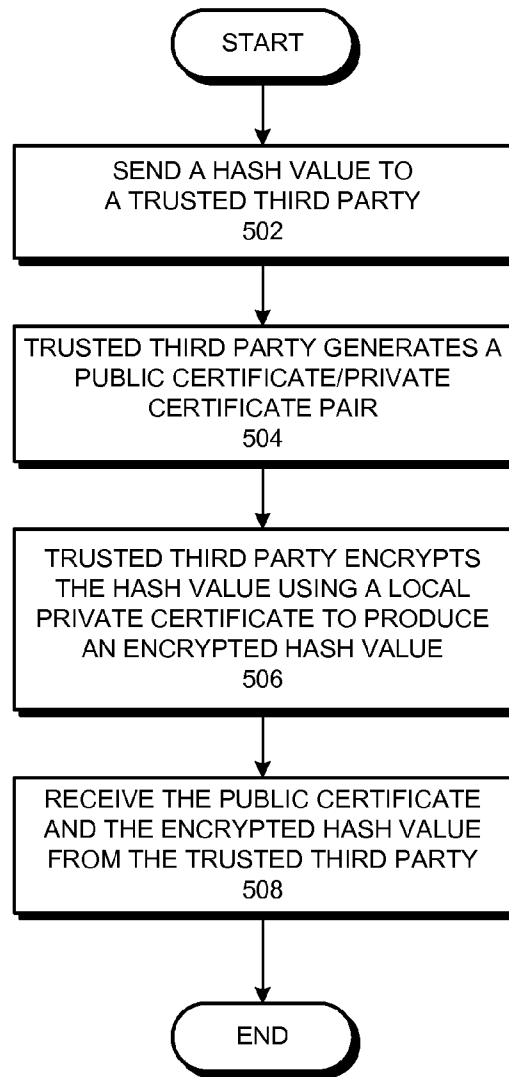 START
SEND A HASH VALUE TO
A TRUSTED THIRD PARTY
502
TRUSTED THIRD PARTY GENERATES A
PUBLIC CERTIFICATE/PRIVATE
CERTIFICATE PAIR
504
TRUSTED THIRD PARTY ENCRYPTS
THE HASH VALUE USING A LOCAL
PRIVATE CERTIFICATE TO PRODUCE
AN ENCRYPTED HASH VALUE
506
RECEIVE THE PUBLIC CERTIFICATE
AND THE ENCRYPTED HASH VALUE
FROM THE TRUSTED THIRD PARTY
508
END